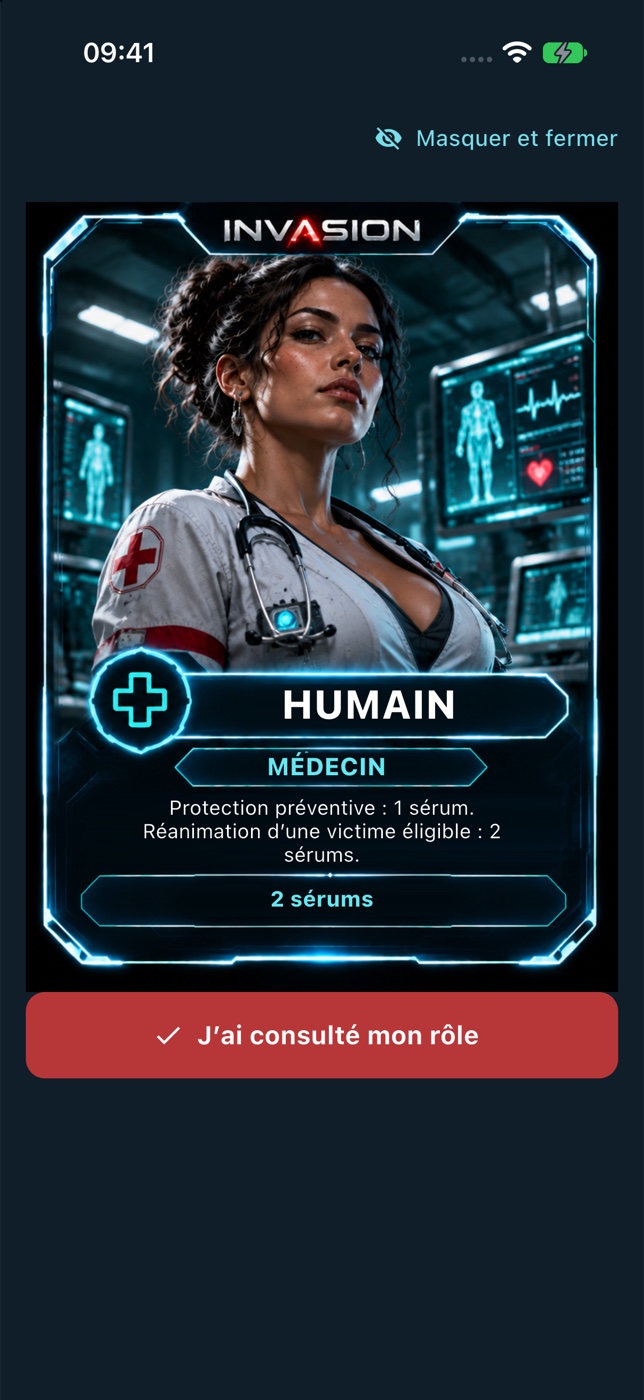 09:41
Masquer et fermer
INVASION
HUMAIN
MÉDECIN
Protection préventive : 1 sérum.
Réanimation d’une victime éligible : 2
sérums.
2 sérums
J’ai consulté mon rôle